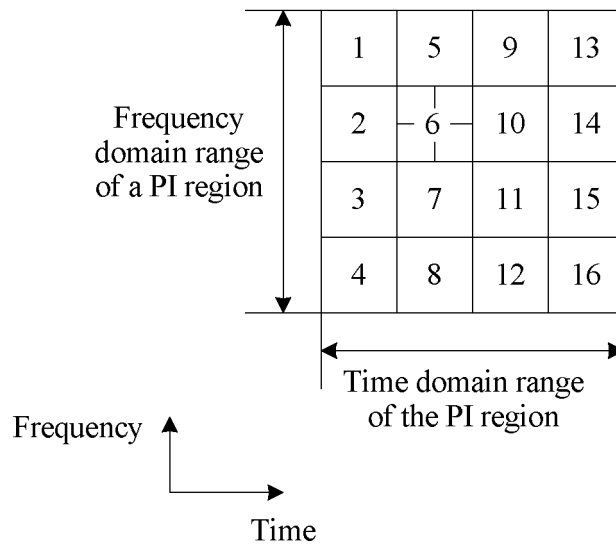 1 5 9 13
2 6 10 14
3 7 11 15
4 8 12 16
Frequency
domain range
of a PI region
Time domain range
of the PI region
Frequency
Time